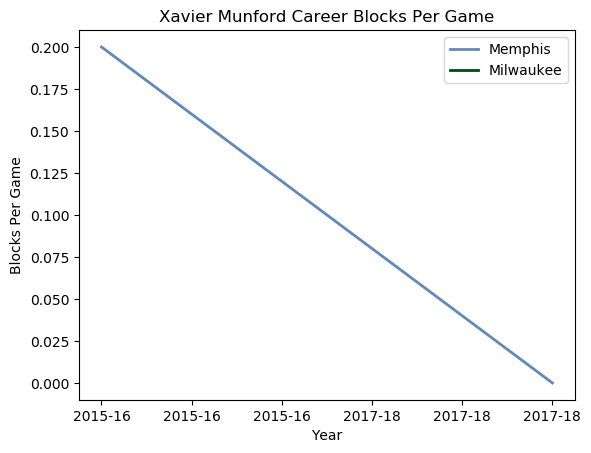 Xavier Munford Career Blocks Per Game
Memphis
Milwaukee
Blocks Per Game
0.200
0.175
0.150
0.125
0.100
0.075
0.050
0.025
0.000
2015-16 2015-16 2015-16 2017-18 2017-18 2017-18
Year